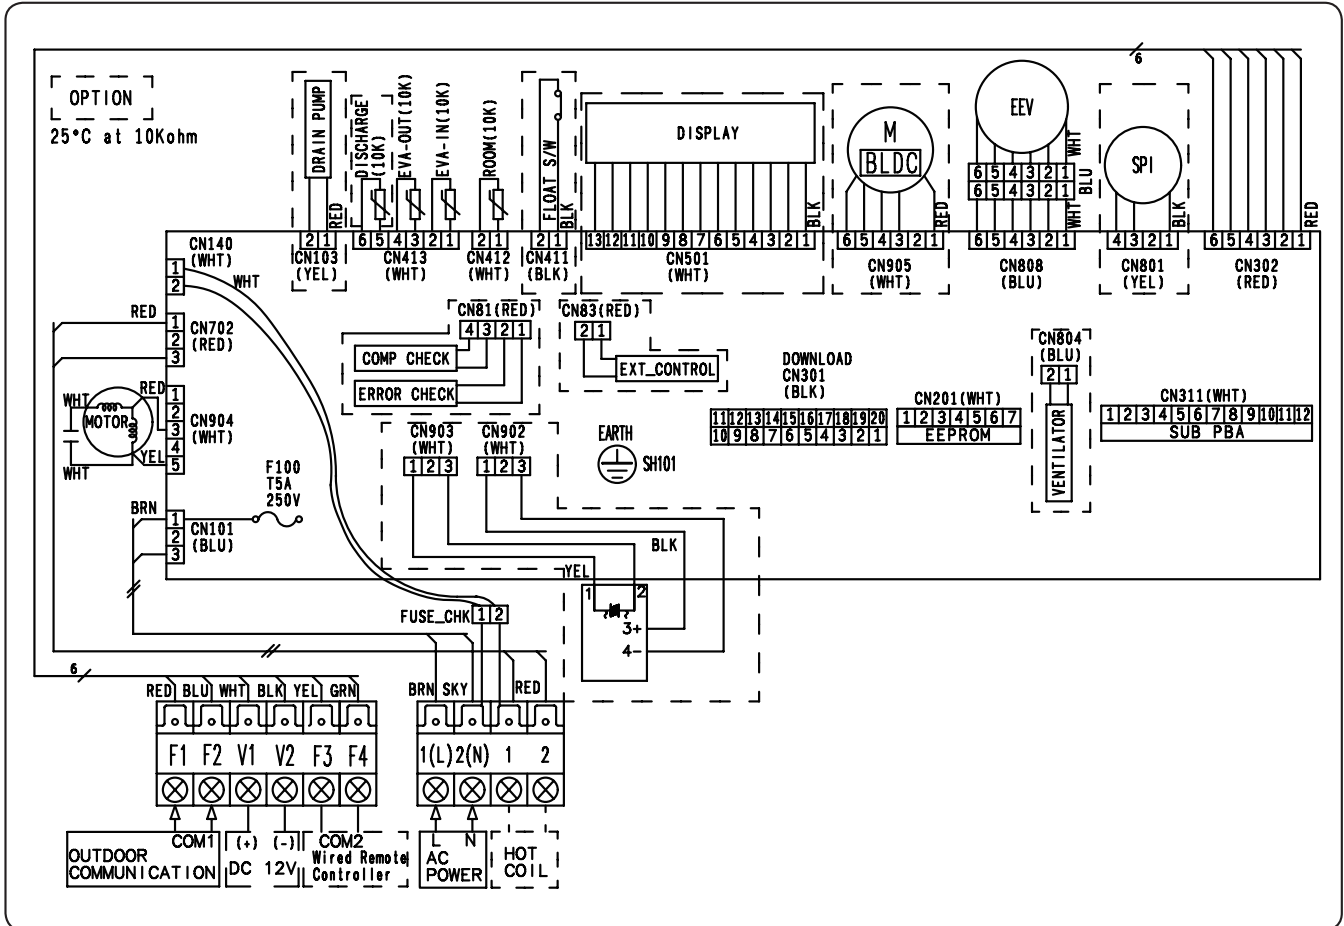 6
OPTION
25°C at 10Kohm
DRAIN PUMP
RED
2 1
CN103
(YEL)
DISCHARGE
(10K)
EVA-OUT(10K)
EVA-IN(10K)
6 5 4 3 2 1
CN413
(WHT)
ROOM(10K)
2 1
CN412
(WHT)
FLOAT S/W
BLK
2 1
CN411
(BLK)
DISPLAY
BLK
13 12 11 10 9 8 7 6 5 4 3 2 1
CN501
(WHT)
M
BLDC
RED
6 5 4 3 2 1
CN905
(WHT)
EEV
WHT
6 5 4 3 2 1
6 5 4 3 2 1
BLU
WHT
6 5 4 3 2 1
CN808
(BLU)
SPI
BLK
4 3 2 1
CN801
(YEL)
RED
6 5 4 3 2 1
CN302
(RED)
CN140
(WHT)
1
2
WHT
RED
1
2
3
CN702
(RED)
WHT
MOTOR
WHT
RED
YEL
1
2
3
4
5
CN904
(WHT)
BRN
1
2
3
CN101
(BLU)
F100
T5A
250V
CN81(RED)
4 3 2 1
COMP CHECK
ERROR CHECK
CN83(RED)
2 1
EXT_CONTROL
DOWNLOAD
CN301
(BLK)
11 12 13 14 15 16 17 18 19 20
10 9 8 7 6 5 4 3 2 1
CN201(WHT)
1 2 3 4 5 6 7
EEPROM
CN804
(BLU)
2 1
VENTILATOR
CN311(WHT)
1 2 3 4 5 6 7 8 9 10 11 12
SUB PBA
CN903
(WHT)
1 2 3
CN902
(WHT)
1 2 3
EARTH
SH101
BLK
YEL
1 2
3+
4-
FUSE_CHK 1 2
6
RED BLU WHT BLK YEL GRN
F1 F2 V1 V2 F3 F4
BRN SKY RED
1(L) 2(N) 1 2
COM1
OUTDOOR
COMMUNICATION
(+) (-)
DC 12V
COM2
Wired Remote
Controller
L N
AC
POWER
HOT
COIL